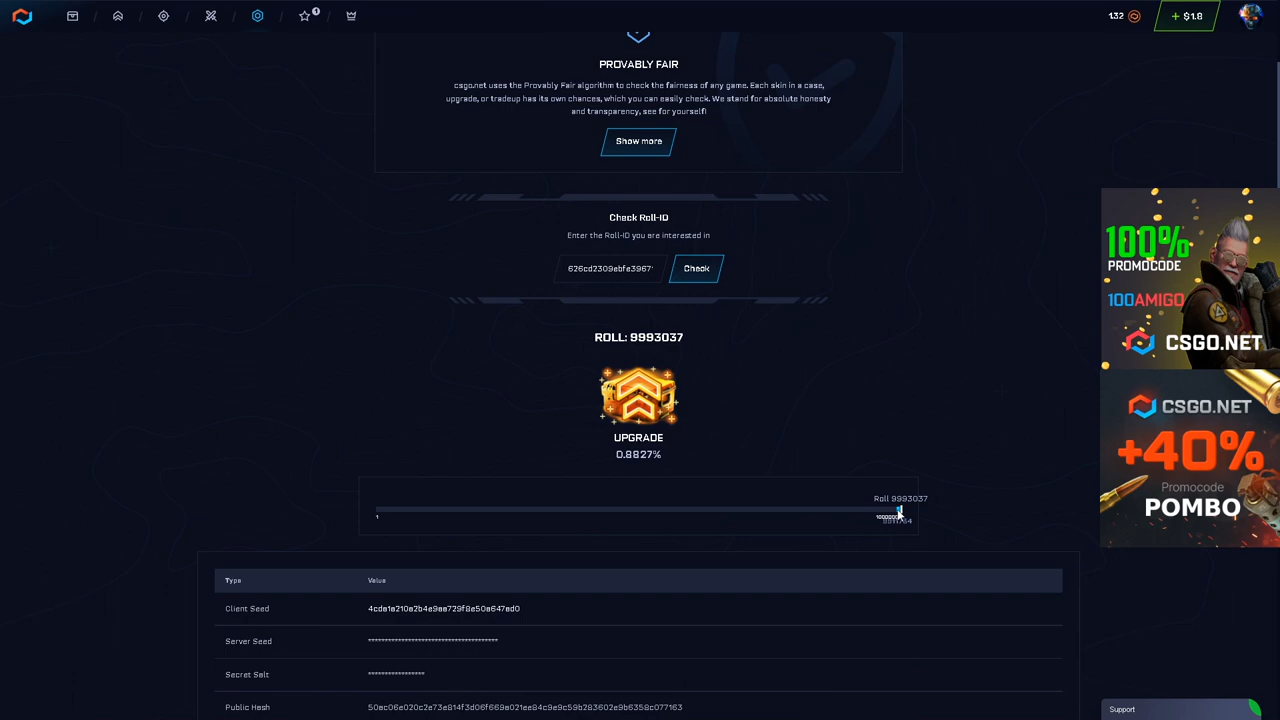 1
132
+ $1.8
PROVABLY FAIR
csgo.net uses the Provably Fair algorithm to check the fairness of any game. Each skin in a case,
upgrade, or tradeup has its own chances, which you can easily check. We stand for absolute honesty
and transparency, see for yourself!
Show more
Check Roll-ID
Enter the Roll-ID you are interested in
626cd2309ebfe3967
Check
ROLL: 9993037
UPGRADE
0.8827%
Roll 9993037
1
Type
Value
Client Seed
4cda1a210a2b4e9aa729f8e50a647ad0
Server Seed
**************************************
Secret Salt
****************
Public Hash
50ac06e020c2e73e814f3d06f669a021ee84c9e9c59b283602e9b6358c077163
100%
PROMOCODE
100AMIGO
CSGO.NET
CSGO.NET
+40%
Promocode
POMBO
Support